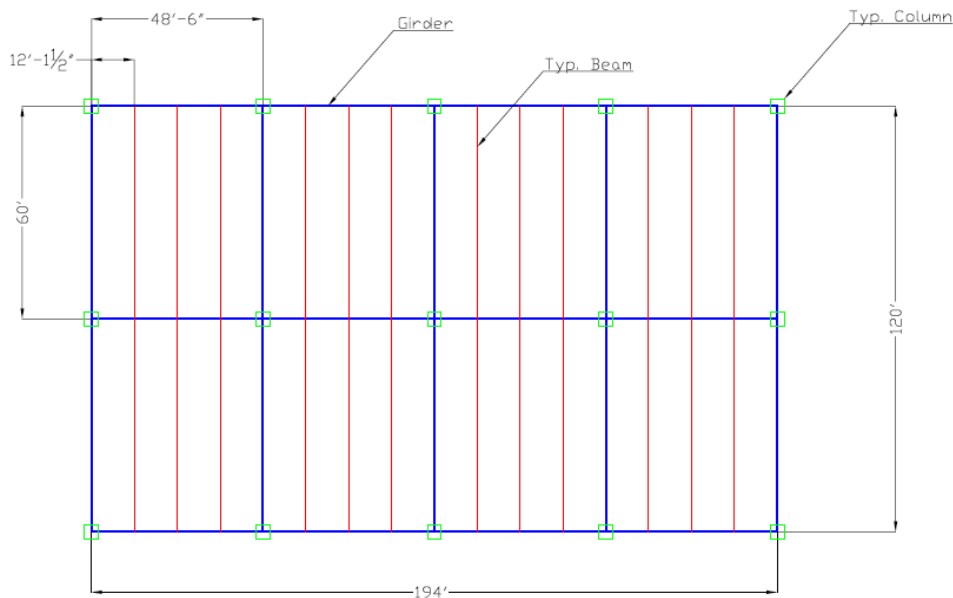 48'-6"
Typ. Column
Girder
12'-1½"
Typ. Beam
60'
120'
194'